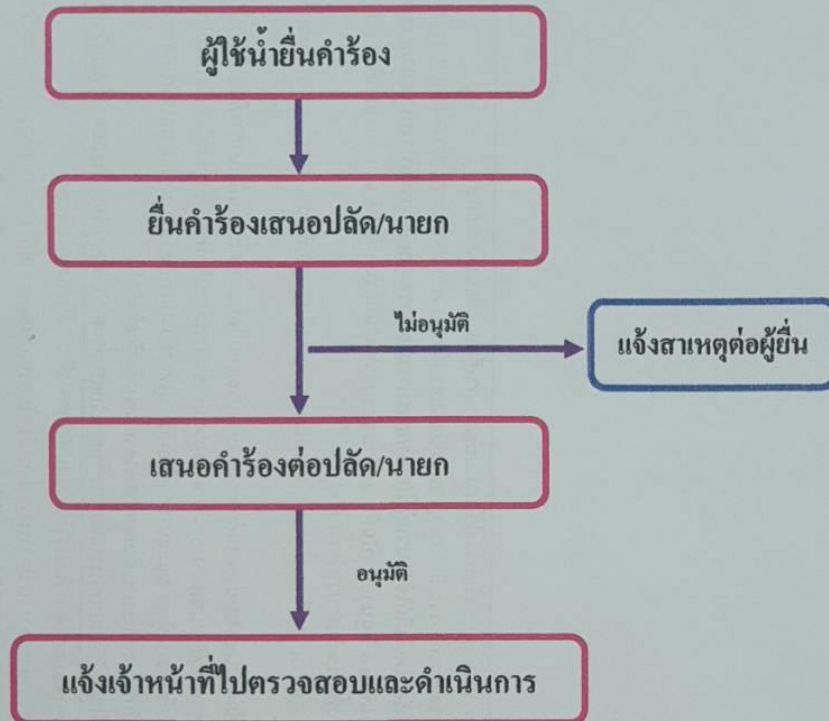 ผู้ใช้น้ำยื่นคำร้อง
ยื่นคำร้องเสนอปลัด/นายก
ไม่อนุมัติ
แจ้งสาเหตุต่อผู้ยื่น
เสนอคำร้องต่อปลัด/นายก
อนุมัติ
แจ้งเจ้าหน้าที่ไปตรวจสอบและดำเนินการ